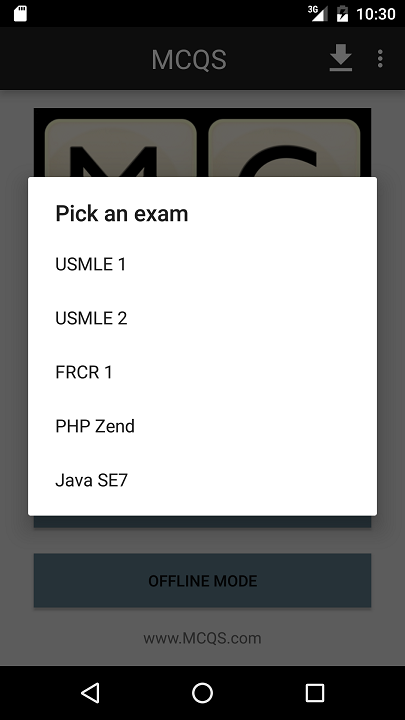 3G 10:30
MCQS
M C
Pick an exam
USMLE 1
USMLE 2
FRCR 1
PHP Zend
Java SE7
OFFLINE MODE
www.MCQS.com